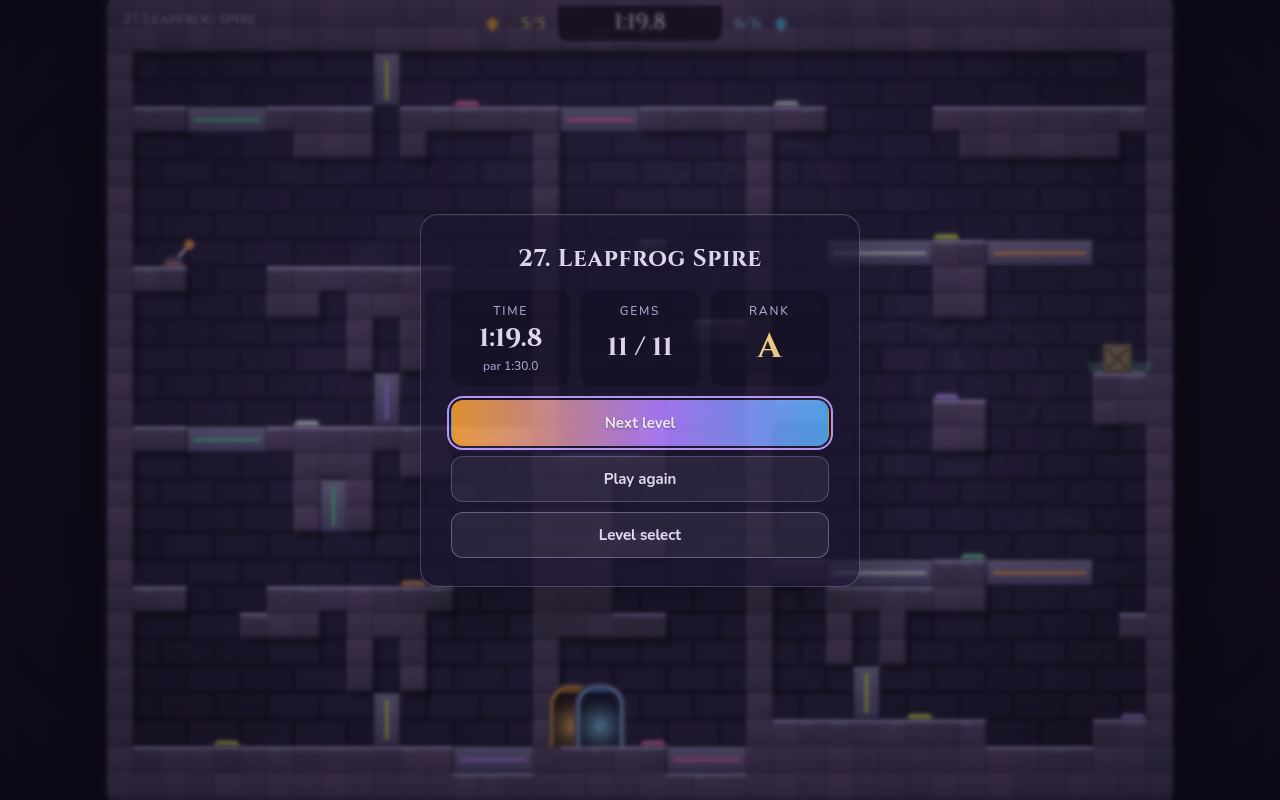 27. Leapfrog Spire
5/5
1:19.8
6/6
27. Leapfrog Spire
TIME
1:19.8
par 1:30.0
GEMS
11 / 11
RANK
A
Next level
Play again
Level select